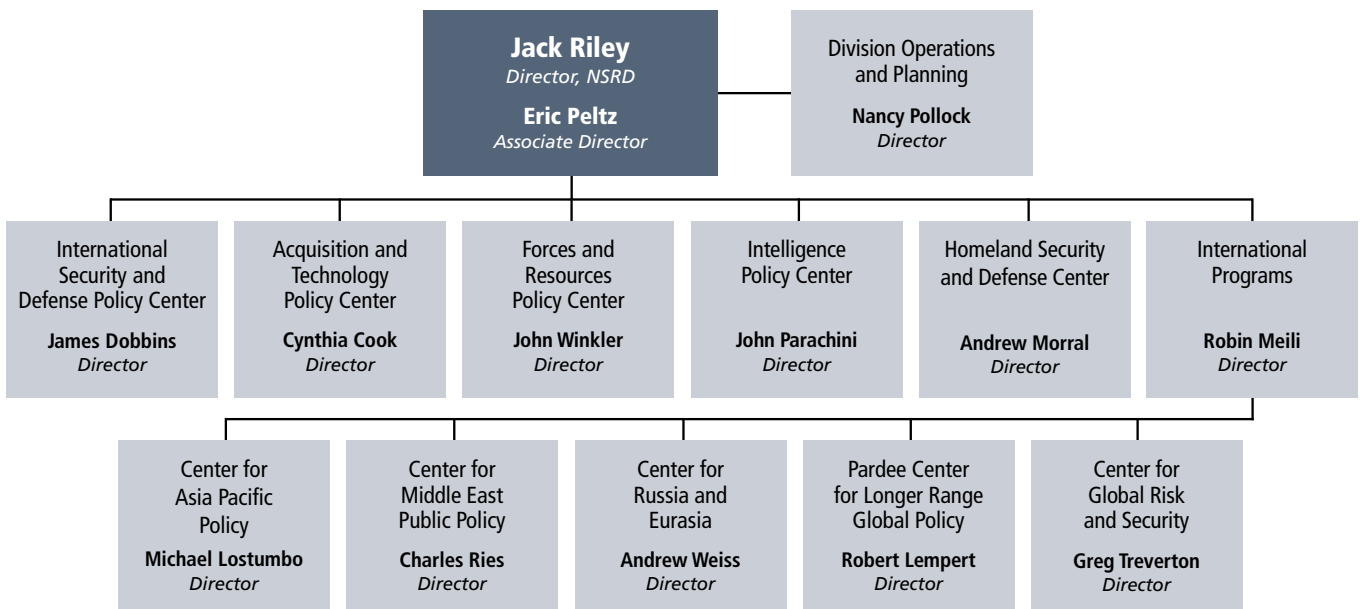 Jack Riley
Director, NSRD
Eric Peltz
Associate Director
Division Operations
and Planning
Nancy Pollock
Director
International
Security and
Defense Policy Center
James Dobbins
Director
Acquisition and
Technology
Policy Center
Cynthia Cook
Director
Forces and
Resources
Policy Center
John Winkler
Director
Intelligence
Policy Center
John Parachini
Director
Homeland Security
and Defense Center
Andrew Morral
Director
International
Programs
Robin Meili
Director
Center for
Asia Pacific
Policy
Michael Lostumbo
Director
Center for
Middle East
Public Policy
Charles Ries
Director
Center for
Russia and
Eurasia
Andrew Weiss
Director
Pardee Center
for Longer Range
Global Policy
Robert Lempert
Director
Center for
Global Risk
and Security
Greg Treverton
Director